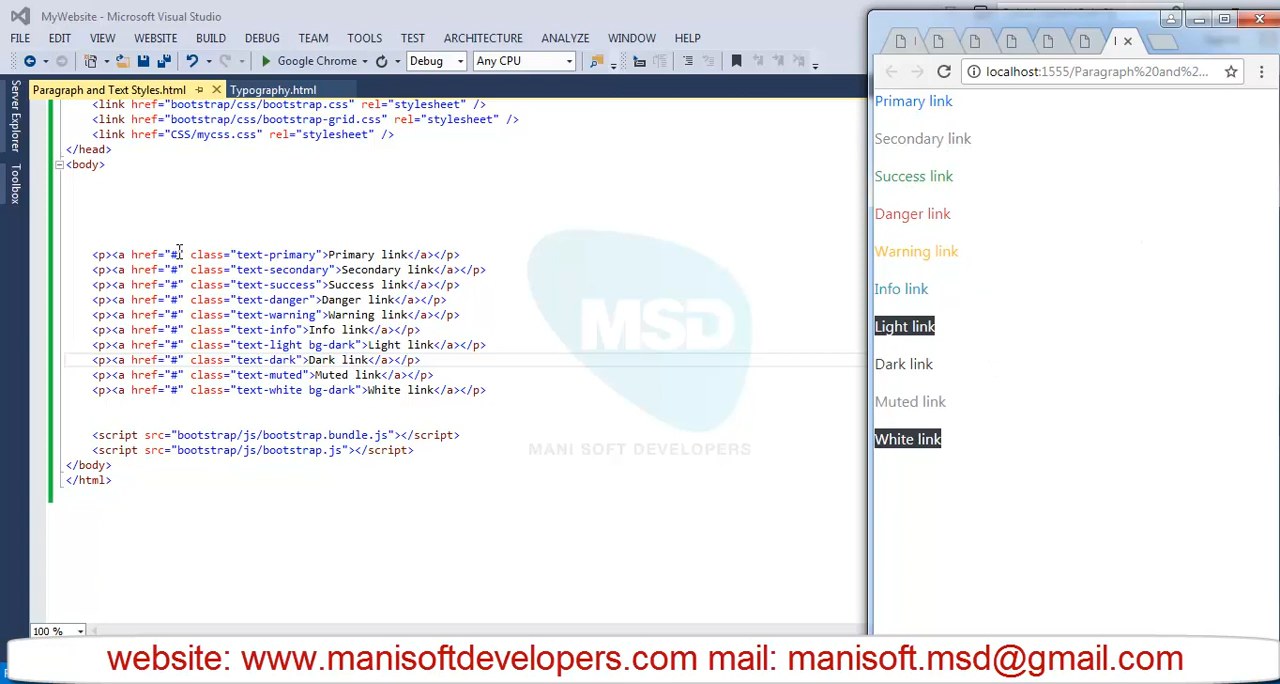 MyWebsite - Microsoft Visual Studio
FILE EDIT VIEW WEBSITE BUILD DEBUG TEAM TOOLS TEST ARCHITECTURE ANALYZE WINDOW HELP
Google Chrome Debug Any CPU
Paragraph and Text Styles.html Typography.html
Server Explorer
Toolbox
<link href="bootstrap/css/bootstrap.css" rel="stylesheet" />
<link href="bootstrap/css/bootstrap-grid.css" rel="stylesheet" />
<link href="CSS/mycss.css" rel="stylesheet" />
</head>
<body>
<p><a href="#" class="text-primary">Primary link</a></p>
<p><a href="#" class="text-secondary">Secondary link</a></p>
<p><a href="#" class="text-success">Success link</a></p>
<p><a href="#" class="text-danger">Danger link</a></p>
<p><a href="#" class="text-warning">Warning link</a></p>
<p><a href="#" class="text-info">Info link</a></p>
<p><a href="#" class="text-light bg-dark">Light link</a></p>
<p><a href="#" class="text-dark">Dark link</a></p>
<p><a href="#" class="text-muted">Muted link</a></p>
<p><a href="#" class="text-white bg-dark">White link</a></p>
<script src="bootstrap/js/bootstrap.bundle.js"></script>
<script src="bootstrap/js/bootstrap.js"></script>
</body>
</html>
MSD
MANI SOFT DEVELOPERS
100 %
localhost:1555/Paragraph%20and%2...
Primary link
Secondary link
Success link
Danger link
Warning link
Info link
Light link
Dark link
Muted link
White link
website: www.manisoftdevelopers.com mail: manisoft.msd@gmail.com